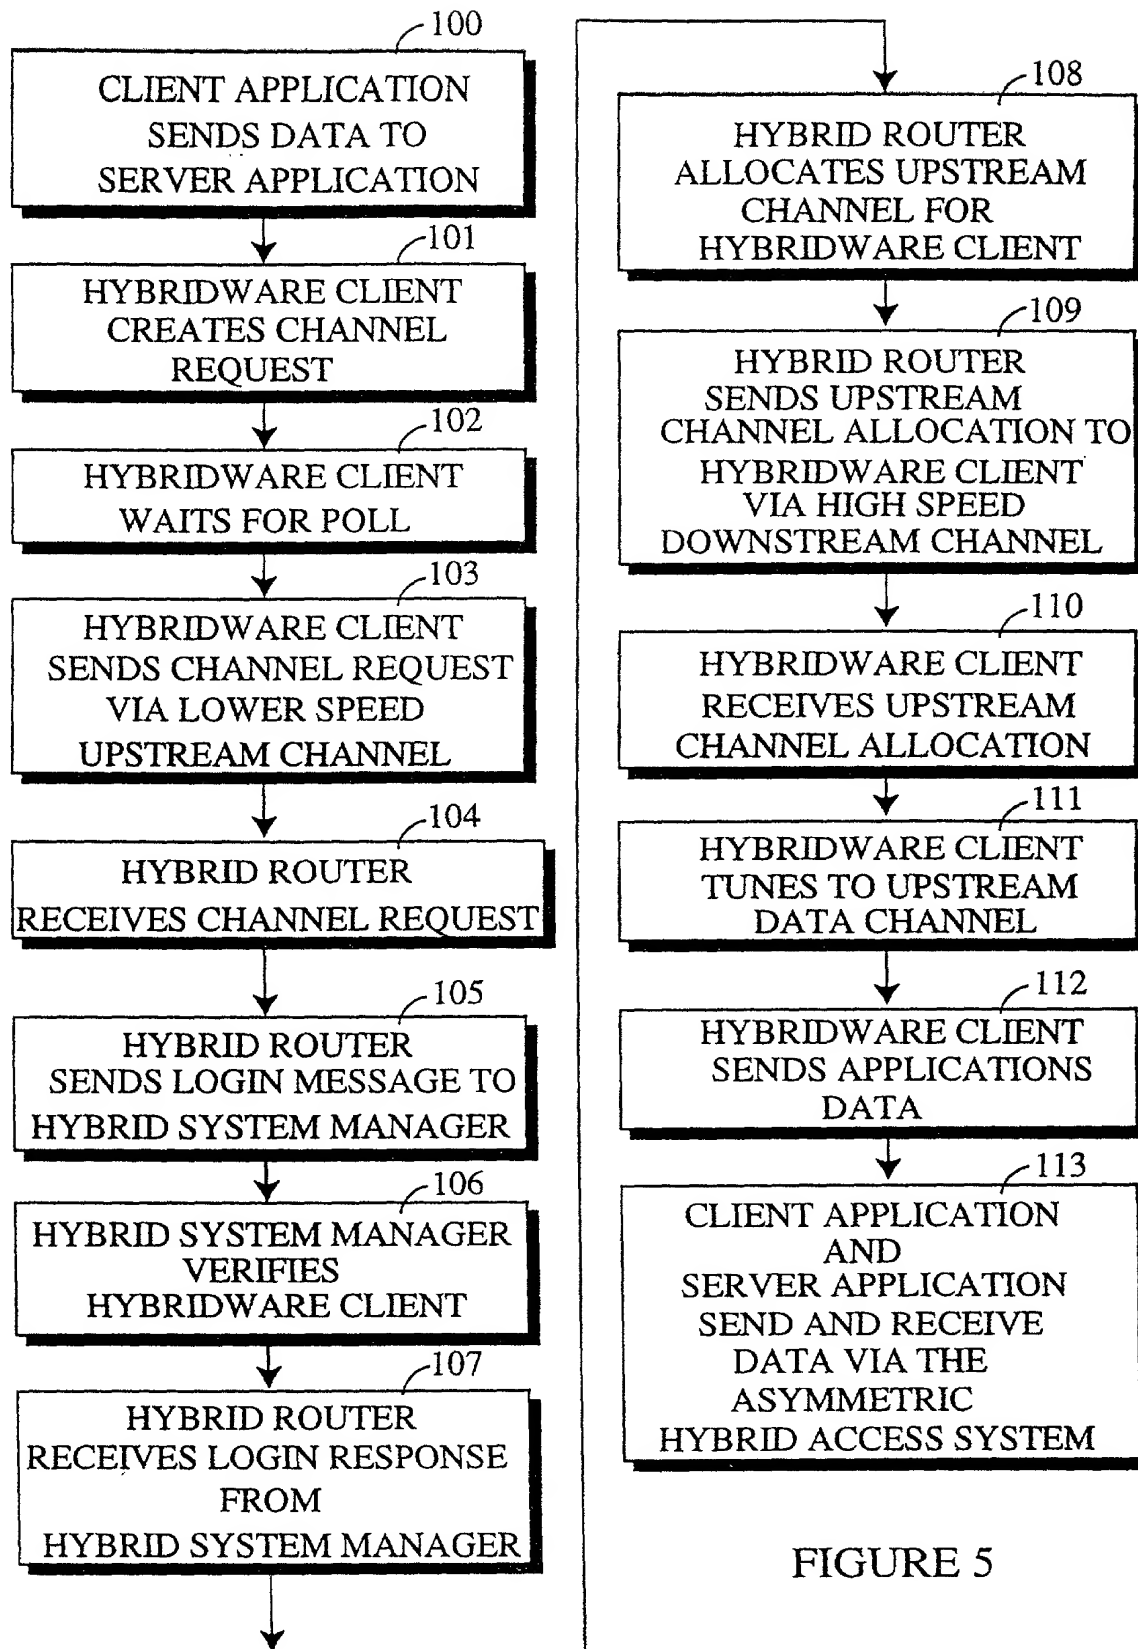 100
CLIENT APPLICATION
SENDS DATA TO
SERVER APPLICATION
101
HYBRIDWARE CLIENT
CREATES CHANNEL
REQUEST
102
HYBRIDWARE CLIENT
WAITS FOR POLL
103
HYBRIDWARE CLIENT
SENDS CHANNEL REQUEST
VIA LOWER SPEED
UPSTREAM CHANNEL
104
HYBRID ROUTER
RECEIVES CHANNEL REQUEST
105
HYBRID ROUTER
SENDS LOGIN MESSAGE TO
HYBRID SYSTEM MANAGER
106
HYBRID SYSTEM MANAGER
VERIFIES
HYBRIDWARE CLIENT
107
HYBRID ROUTER
RECEIVES LOGIN RESPONSE
FROM
HYBRID SYSTEM MANAGER
108
HYBRID ROUTER
ALLOCATES UPSTREAM
CHANNEL FOR
HYBRIDWARE CLIENT
109
HYBRID ROUTER
SENDS UPSTREAM
CHANNEL ALLOCATION TO
HYBRIDWARE CLIENT
VIA HIGH SPEED
DOWNSTREAM CHANNEL
110
HYBRIDWARE CLIENT
RECEIVES UPSTREAM
CHANNEL ALLOCATION
111
HYBRIDWARE CLIENT
TUNES TO UPSTREAM
DATA CHANNEL
112
HYBRIDWARE CLIENT
SENDS APPLICATIONS
DATA
113
CLIENT APPLICATION
AND
SERVER APPLICATION
SEND AND RECEIVE
DATA VIA THE
ASYMMETRIC
HYBRID ACCESS SYSTEM
FIGURE 5